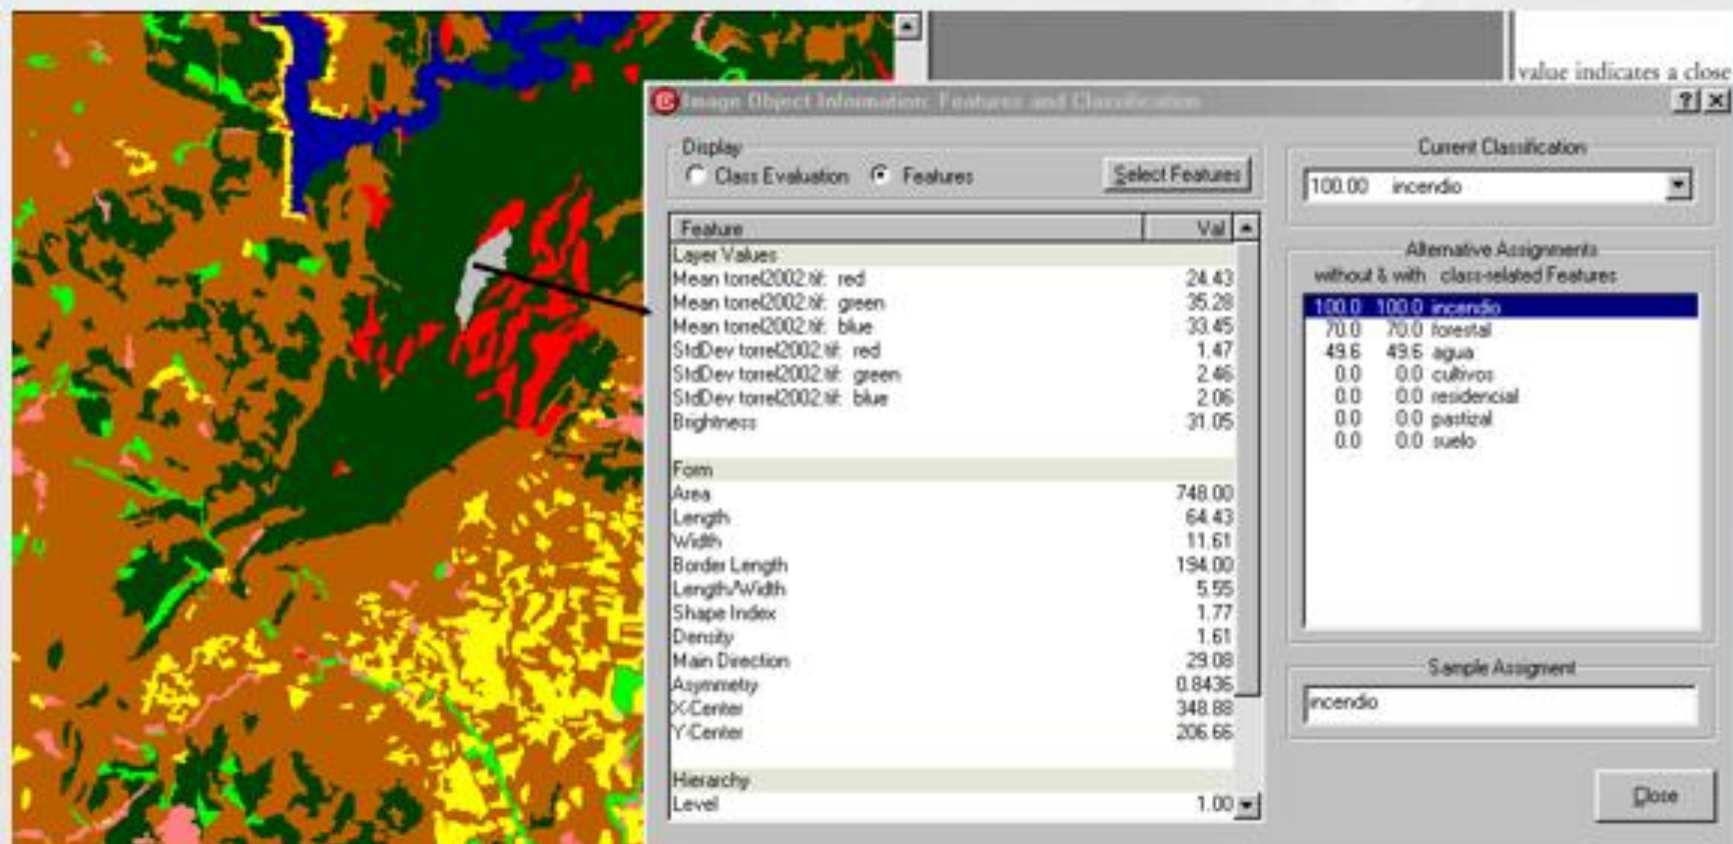 value indicates a close
Image Object Information: Features and Classification
Display
Class Evaluation Features Select Features
Feature Val
Layer Values
Mean torrel2002.tif: red 24.43
Mean torrel2002.tif: green 35.28
Mean torrel2002.tif: blue 33.45
StdDev torrel2002.tif: red 1.47
StdDev torrel2002.tif: green 2.46
StdDev torrel2002.tif: blue 2.06
Brightness 31.05
Form
Area 748.00
Length 64.43
Width 11.61
Border Length 194.00
Length/Width 5.55
Shape Index 1.77
Density 1.61
Main Direction 29.08
Asymmetry 0.8436
X-Center 348.88
Y-Center 206.66
Hierarchy
Level 1.00
Current Classification
100.00 incendio
Alternative Assignments
without & with class-related Features
100.0 100.0 incendio
70.0 70.0 forestal
49.6 49.6 agua
0.0 0.0 cultivos
0.0 0.0 residencial
0.0 0.0 pastizal
0.0 0.0 suelo
Sample Assigment
incendio
Close